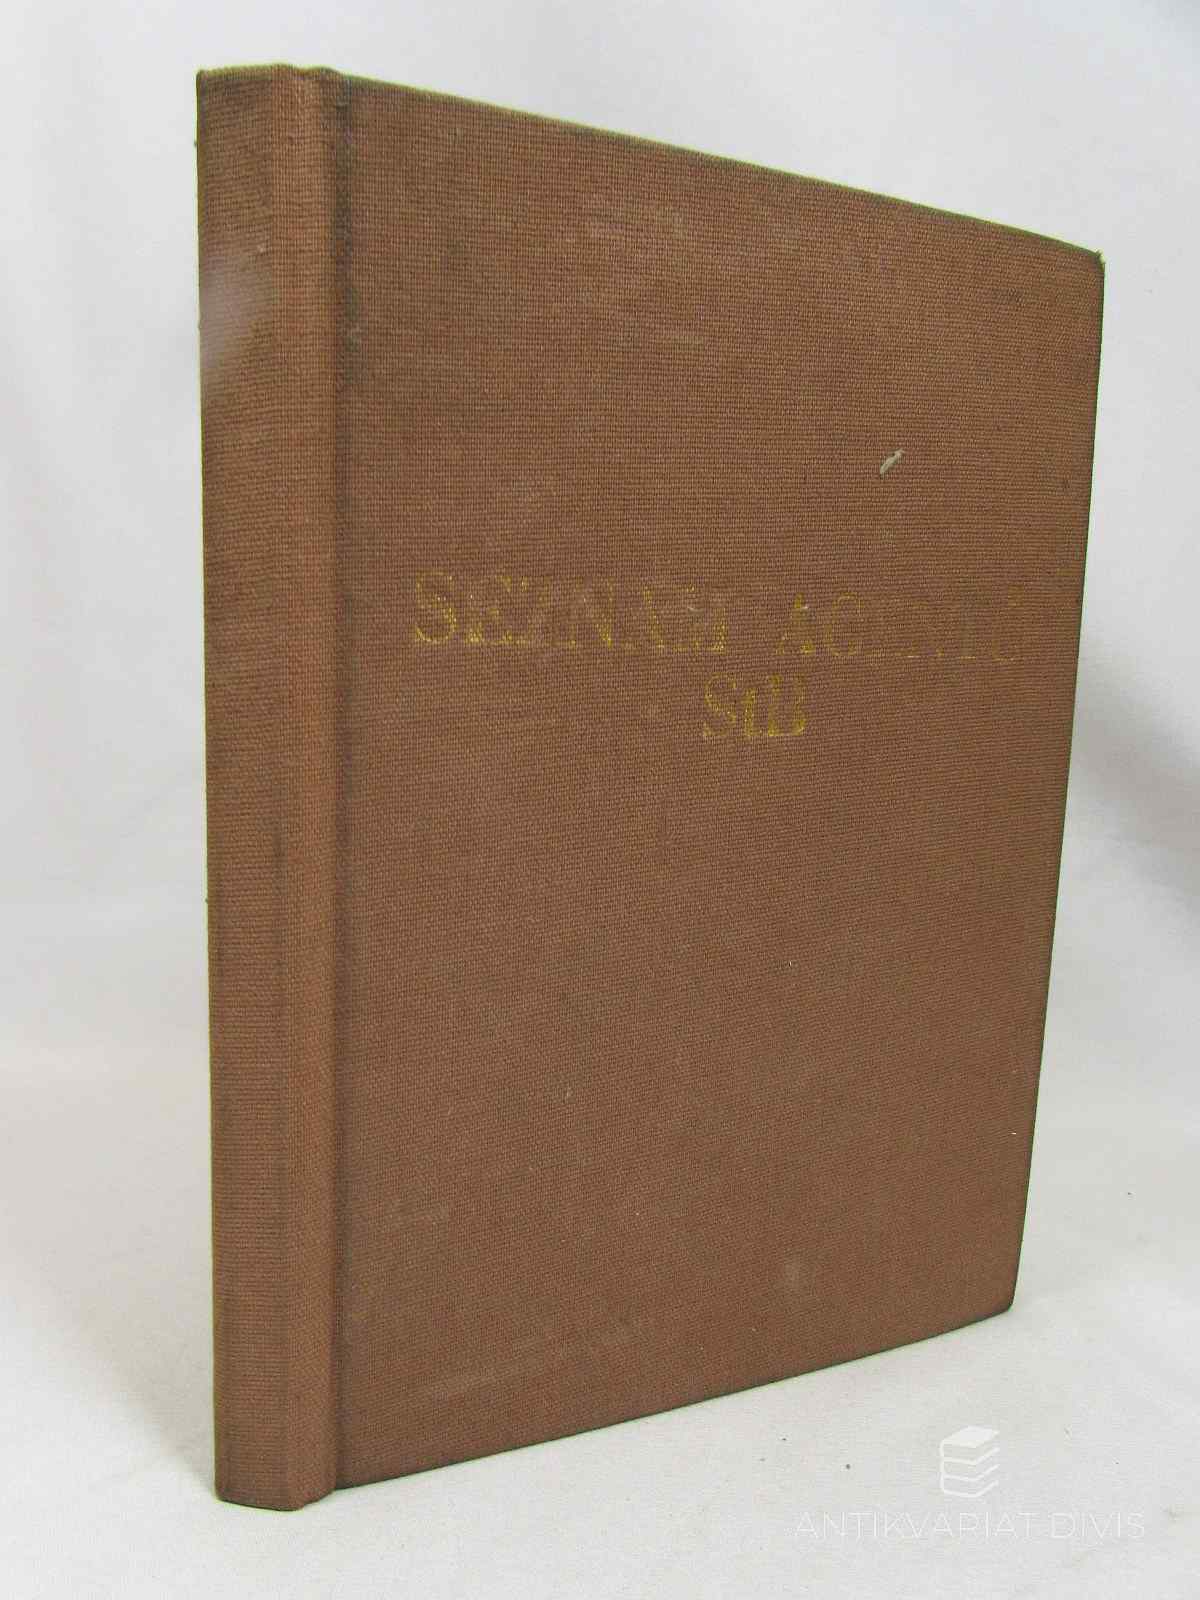 SEZNAM AGENTŮ
StB
ANTIKVARIAT DIVIS